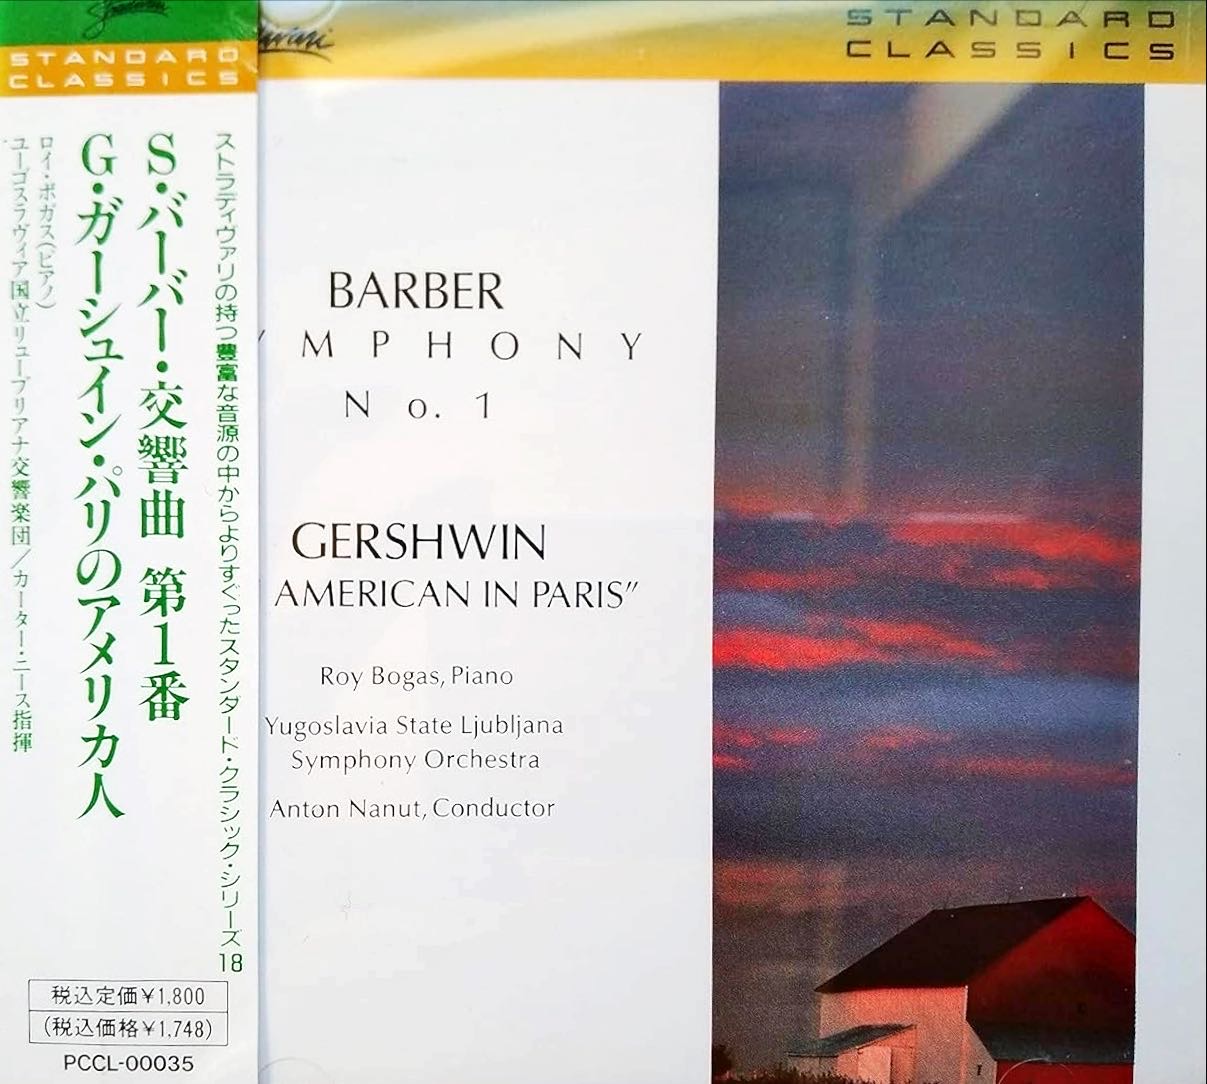 STANDARD
CLASSICS
ストラディヴァリの持つ豊富な音源の中からよりすぐったスタンダード・クラシック・シリーズ18
S・バーバー・交響曲 第1番
G・ガーシュイン・パリのアメリカ人
ロイ・ボガス(ピアノ)
ユーゴスラヴィア国立リューブリアナ交響楽団/カーター・ニース指揮
税込定価¥1,800
(税込価格¥1,748)
PCCL-00035
STANDARD
CLASSICS
BARBER
YMPHONY
No. 1
GERSHWIN
AMERICAN IN PARIS”
Roy Bogas, Piano
Yugoslavia State Ljubljana
Symphony Orchestra
Anton Nanut, Conductor